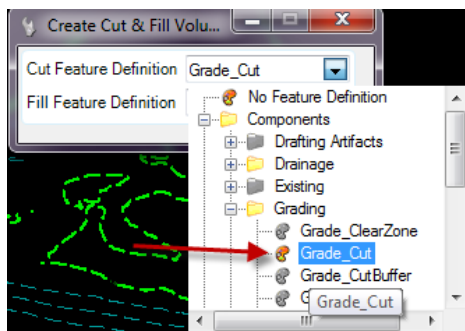 Create Cut & Fill Volu...
Cut Feature Definition Grade_Cut
Fill Feature Definition
No Feature Definition
Components
Drafting Artifacts
Drainage
Existing
Grading
Grade_ClearZone
Grade_Cut
Grade_CutBuffer
Grade_Cut